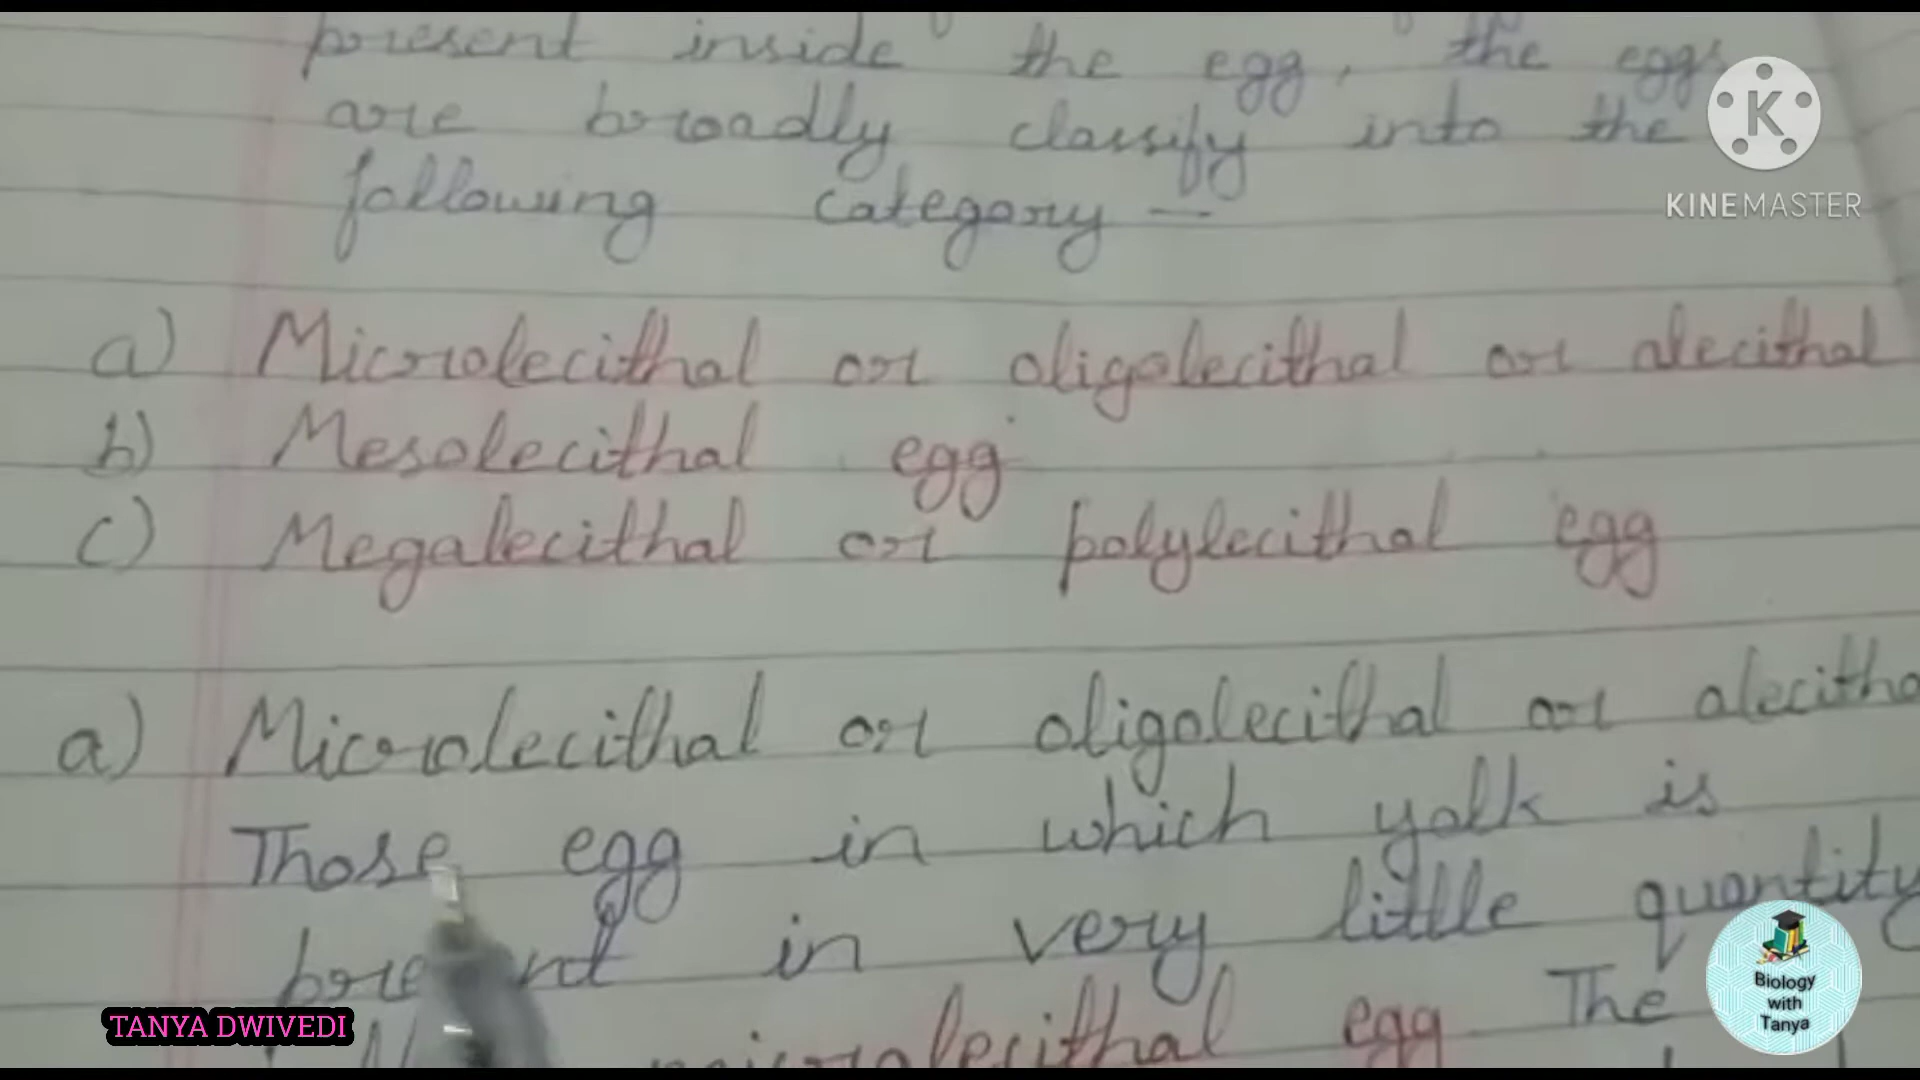 present inside the egg, the eggs
are broadly classify into the
following category -
a) Microlecithal or oligolecithal or alecithal
b) Mesolecithal egg
c) Megalecithal or polylecithal egg
a) Microlecithal or oligolecithal or alecitha
Those egg in which yolk is
in very little quantity
microlecithal egg The
K
KINEMASTER
TANYA DWIVEDI
Biology
with
Tanya